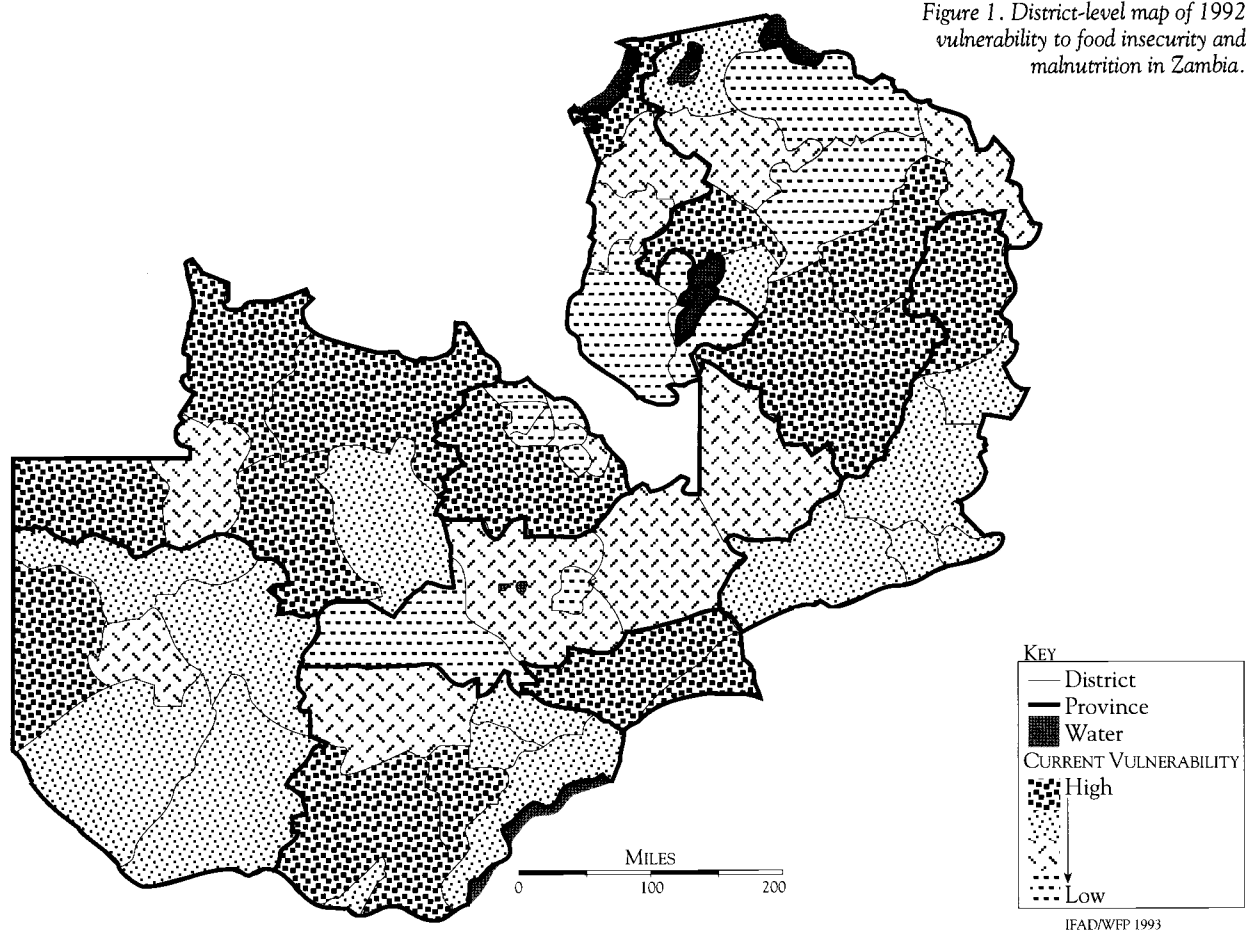 Figure 1. District-level map of 1992
vulnerability to food insecurity and
malnutrition in Zambia.
KEY
District
Province
Water
CURRENT VULNERABILITY
High
Low
MILES
0 100 200
IFAD/WFP 1993